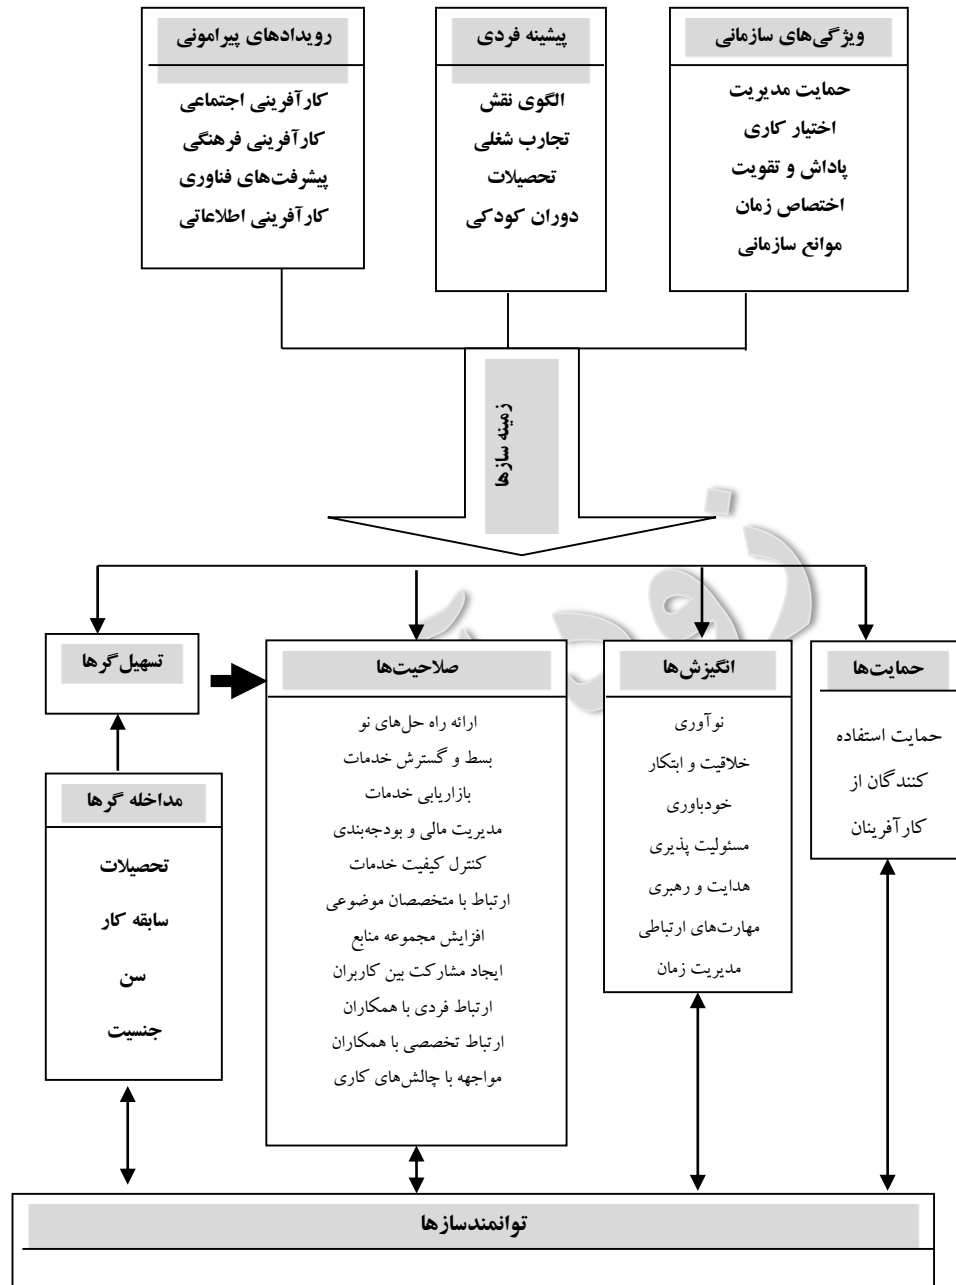 ویژگی‌های سازمانی
حمایت مدیریت
اختیار کاری
پاداش و تقویت
اختصاص زمان
موانع سازمانی
پیشینه فردی
الگوی نقش
تجارب شغلی
تحصیلات
دوران کودکی
رویدادهای پیرامونی
کارآفرینی اجتماعی
کارآفرینی فرهنگی
پیشرفت‌های فناوری
کارآفرینی اطلاعاتی
زمینه سازها
حمایت‌ها
حمایت استفاده
کنندگان از
کارآفرینان
انگیزش‌ها
نوآوری
خلاقیت و ابتکار
خودباوری
مسئولیت پذیری
هدایت و رهبری
مهارت‌های ارتباطی
مدیریت زمان
صلاحیت‌ها
ارائه راه حل‌های نو
بسط و گسترش خدمات
بازاریابی خدمات
مدیریت مالی و بودجه‌بندی
کنترل کیفیت خدمات
ارتباط با متخصصان موضوعی
افزایش مجموعه منابع
ایجاد مشارکت بین کاربران
ارتباط فردی با همکاران
ارتباط تخصصی با همکاران
مواجهه با چالش‌های کاری
تسهیل‌گرها
مداخله گرها
تحصیلات
سابقه کار
سن
جنسیت
توانمندسازها